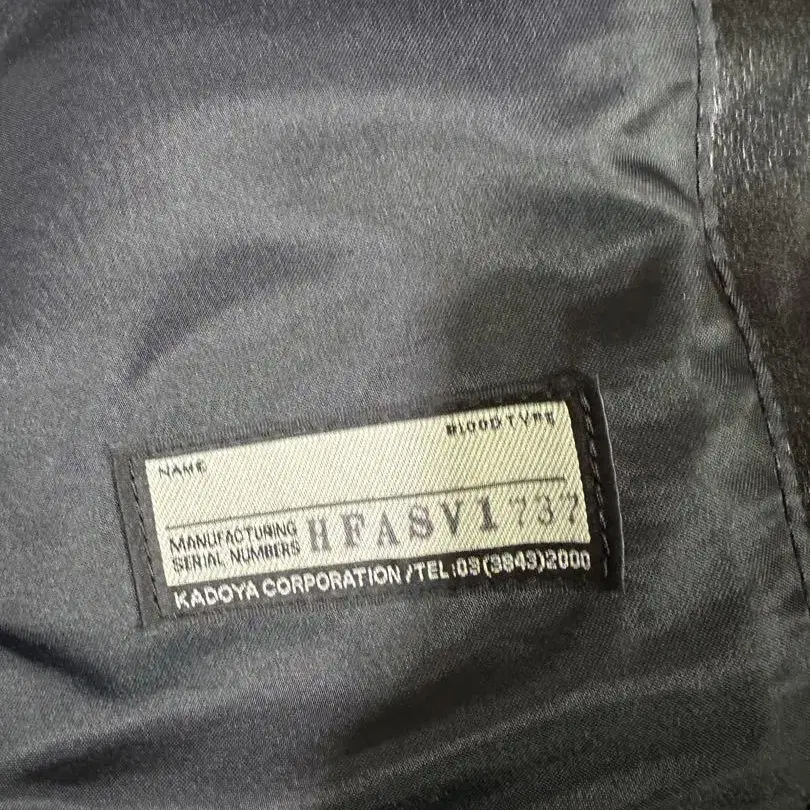 BLOOD TYPE
NAME
MANUFACTURING
SERIAL NUMBERS HFASV1737
KADOYA CORPORATION / TEL:03(3843)2000